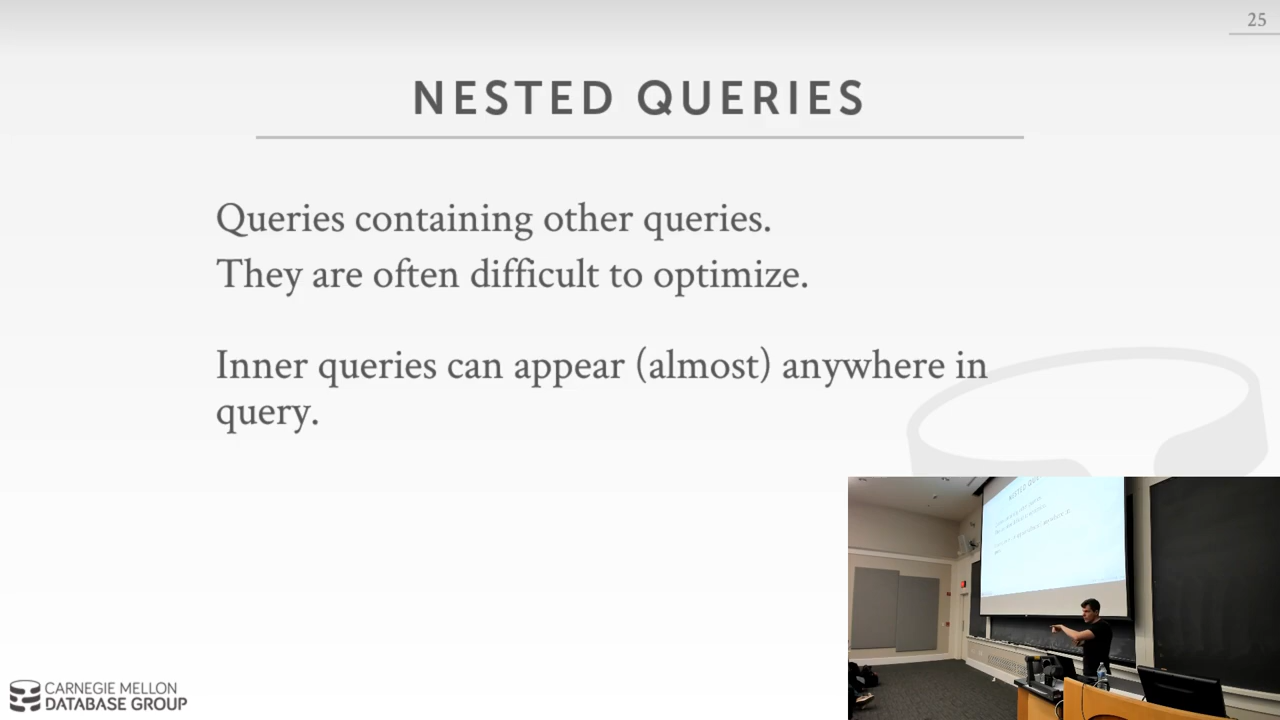 25
NESTED QUERIES
Queries containing other queries.
They are often difficult to optimize.
Inner queries can appear (almost) anywhere in
query.
CARNEGIE MELLON
DATABASE GROUP